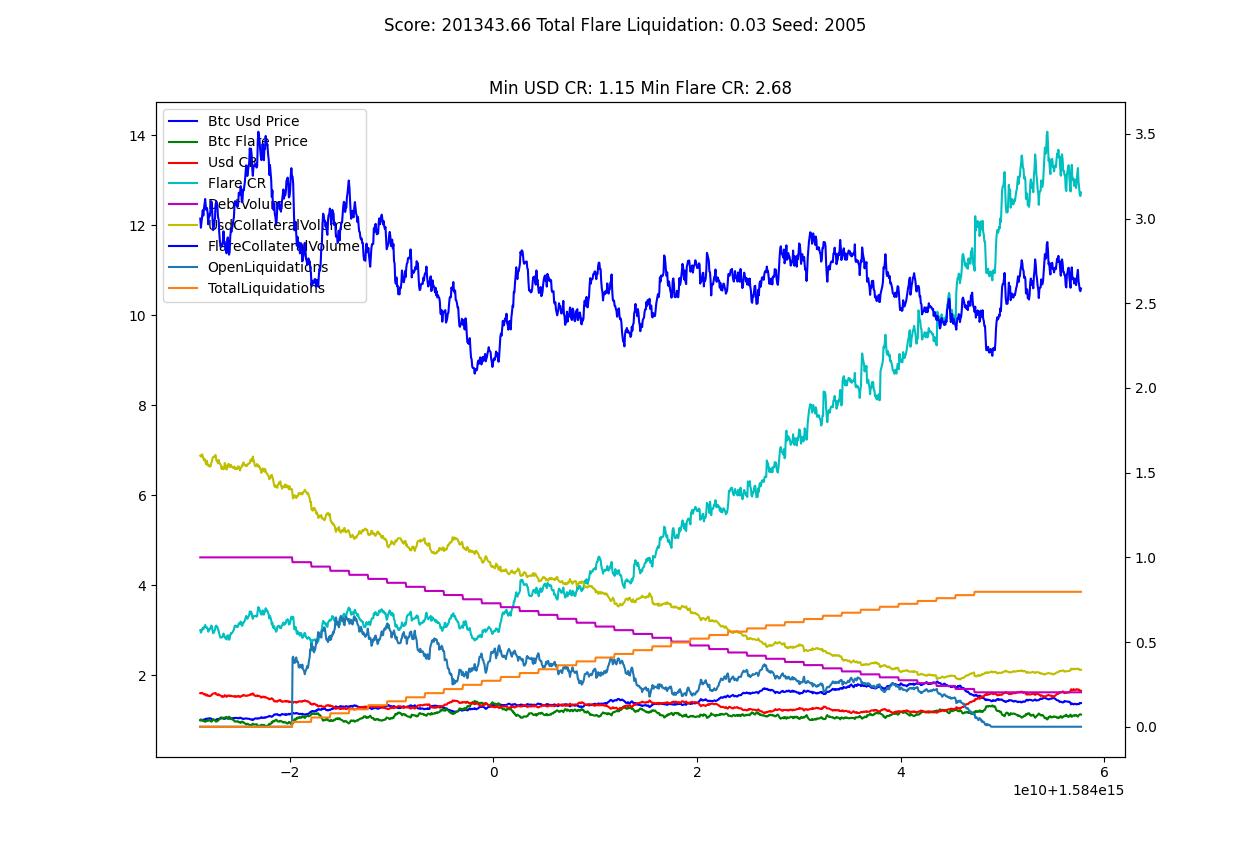 Score: 201343.66 Total Flare Liquidation: 0.03 Seed: 2005
Min USD CR: 1.15 Min Flare CR: 2.68
Btc Usd Price
Btc Flare Price
Usd CR
Flare CR
DebtVolume
UsdCollateralVolume
FlareCollateralVolume
OpenLiquidations
TotalLiquidations
14
12
10
8
6
4
2
3.5
3.0
2.5
2.0
1.5
1.0
0.5
0.0
−2
0
2
4
6
1e10+1.584e15